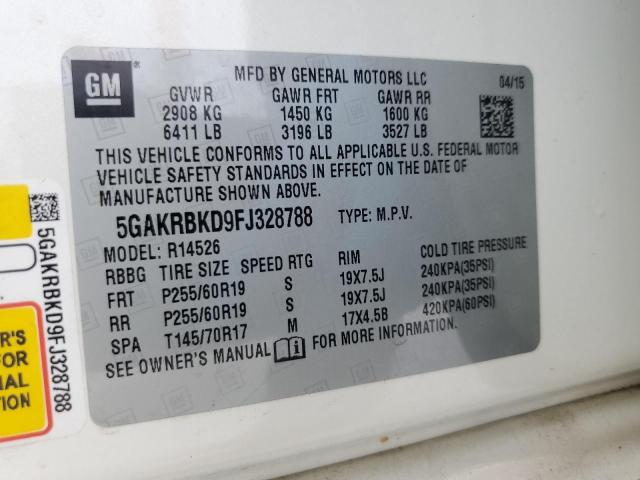 GM
MFD BY GENERAL MOTORS LLC 04/15
GVWR GAWR FRT GAWR RR
2908 KG 1450 KG 1600 KG
6411 LB 3196 LB 3527 LB
THIS VEHICLE CONFORMS TO ALL APPLICABLE U.S. FEDERAL MOTOR
VEHICLE SAFETY STANDARDS IN EFFECT ON THE DATE OF
MANUFACTURE SHOWN ABOVE.
5GAKRBKD9FJ328788 TYPE: M.P.V.
MODEL: R14526
RBBG TIRE SIZE SPEED RTG RIM COLD TIRE PRESSURE
FRT P255/60R19 S 19X7.5J 240KPA(35PSI)
RR P255/60R19 S 19X7.5J 240KPA(35PSI)
SPA T145/70R17 M 17X4.5B 420KPA(60PSI)
SEE OWNER'S MANUAL i FOR MORE INFORMATION.
5GAKRBKD9FJ328788